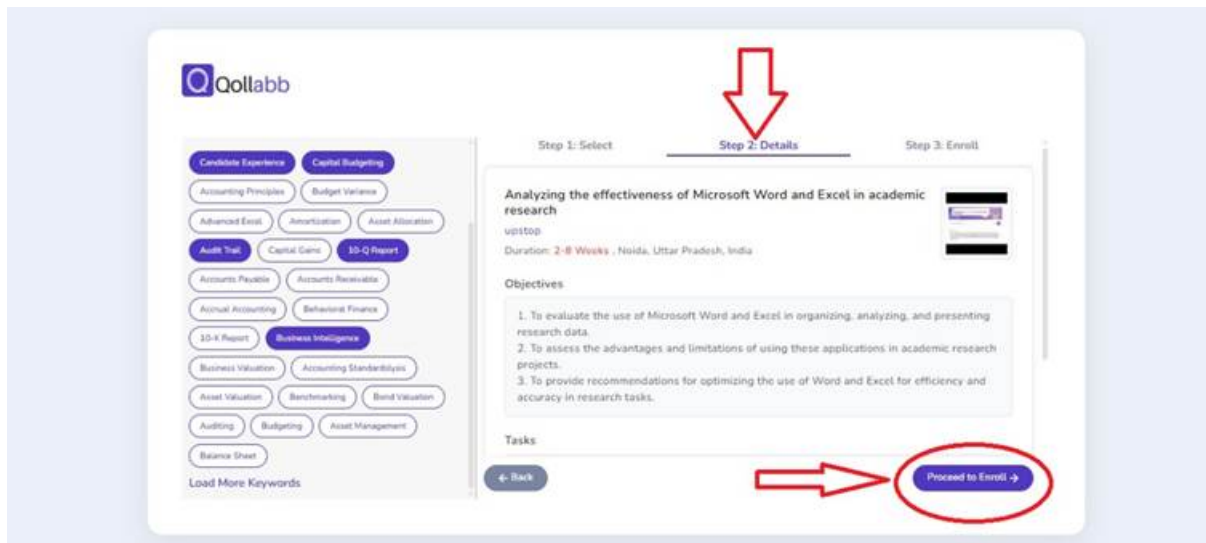 Qollabb
Candidate Experience Capital Budgeting
Accounting Principles Budget Variance
Advanced Excel Amortization Asset Allocation
Audit Trail Capital Gains 10-Q Report
Accounts Payable Accounts Receivable
Accrual Accounting Behavioral Finance
10-K Report Business Intelligence
Business Valuation Accounting Standardslysis
Asset Valuation Benchmarking Bond Valuation
Auditing Budgeting Asset Management
Balance Sheet
Load More Keywords
Step 1: Select Step 2: Details Step 3: Enroll
Analyzing the effectiveness of Microsoft Word and Excel in academic
research
upstop
Duration: 2-8 Weeks , Noida, Uttar Pradesh, India
Objectives
1. To evaluate the use of Microsoft Word and Excel in organizing, analyzing, and presenting
research data.
2. To assess the advantages and limitations of using these applications in academic research
projects.
3. To provide recommendations for optimizing the use of Word and Excel for efficiency and
accuracy in research tasks.
Tasks
← Back Proceed to Enroll →